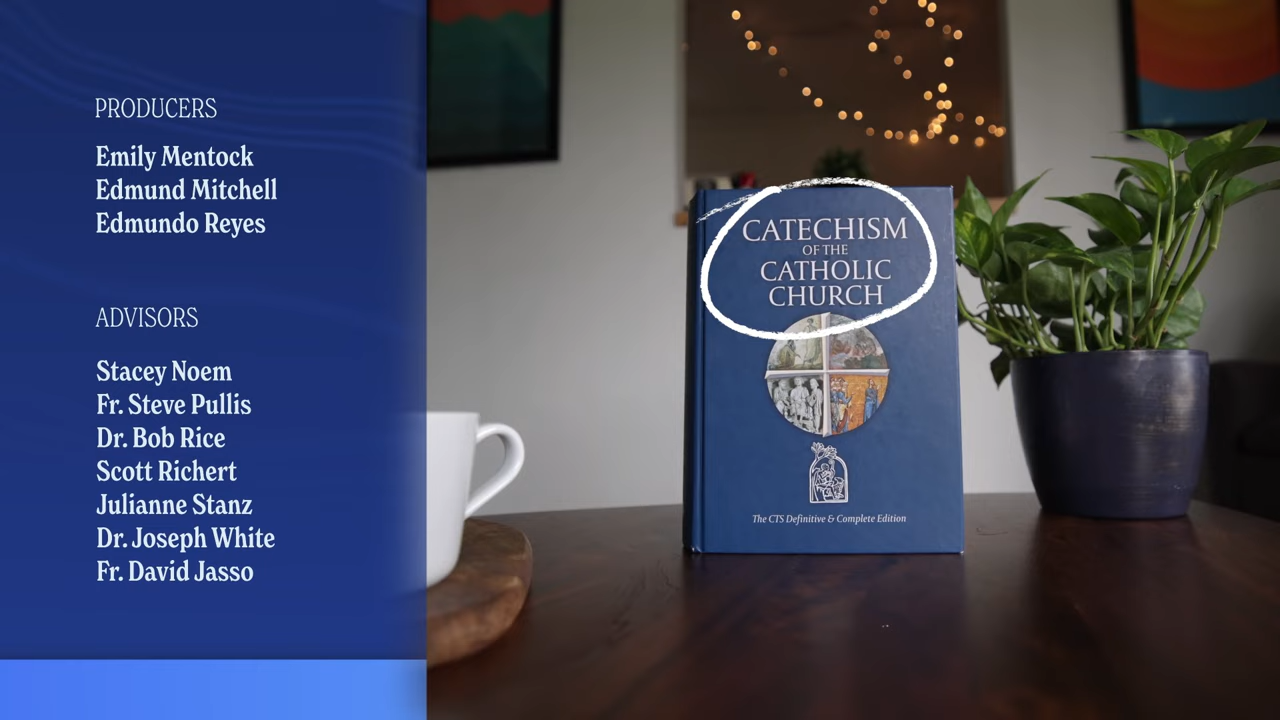 PRODUCERS
Emily Mentock
Edmund Mitchell
Edmundo Reyes
ADVISORS
Stacey Noem
Fr. Steve Pullis
Dr. Bob Rice
Scott Richert
Julianne Stanz
Dr. Joseph White
Fr. David Jasso
CATECHISM
OF THE
CATHOLIC
CHURCH
The CTS Definitive & Complete Edition